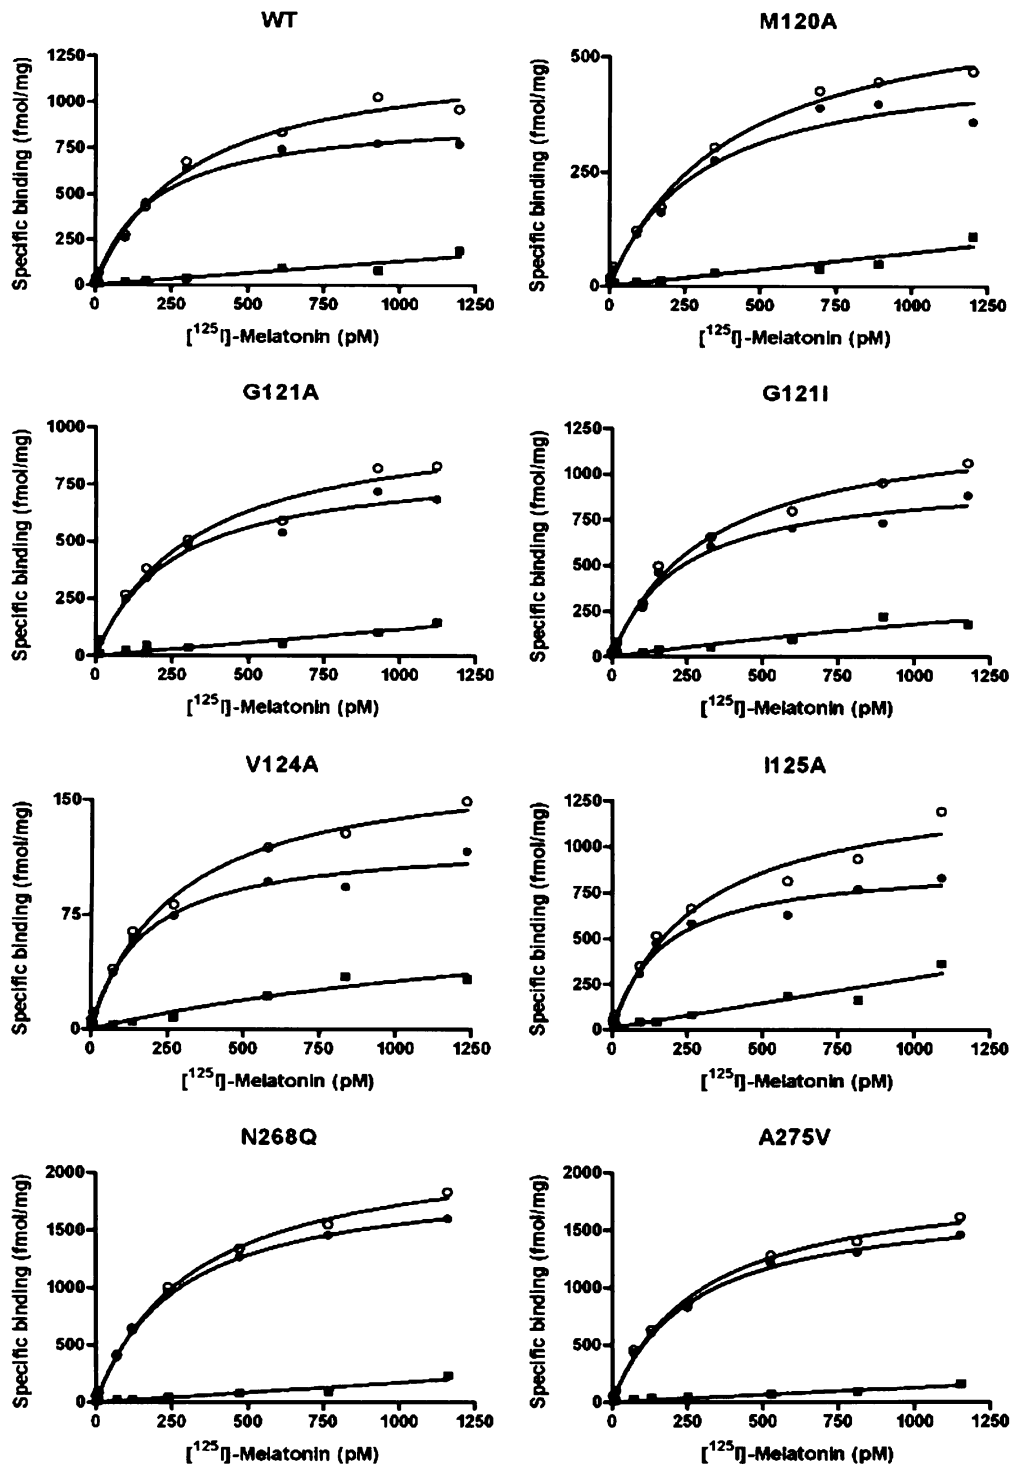 WT
M120A
Specific binding (fmol/mg)
1250
1000
750
500
250
0
0 250 500 750 1000 1250
[125I]-Melatonin (pM)
Specific binding (fmol/mg)
500
250
0
0 250 500 750 1000 1250
[125I]-Melatonin (pM)
G121A
G121I
Specific binding (fmol/mg)
1000
750
500
250
0
0 250 500 750 1000 1250
[125I]-Melatonin (pM)
Specific binding (fmol/mg)
1250
1000
750
500
250
0
0 250 500 750 1000 1250
[125I]-Melatonin (pM)
V124A
I125A
Specific binding (fmol/mg)
150
75
0
0 250 500 750 1000 1250
[125I]-Melatonin (pM)
Specific binding (fmol/mg)
1250
1000
750
500
250
0
0 250 500 750 1000 1250
[125I]-Melatonin (pM)
N268Q
A275V
Specific binding (fmol/mg)
2000
1500
1000
500
0
0 250 500 750 1000 1250
[125I]-Melatonin (pM)
Specific binding (fmol/mg)
2000
1500
1000
500
0
0 250 500 750 1000 1250
[125I]-Melatonin (pM)